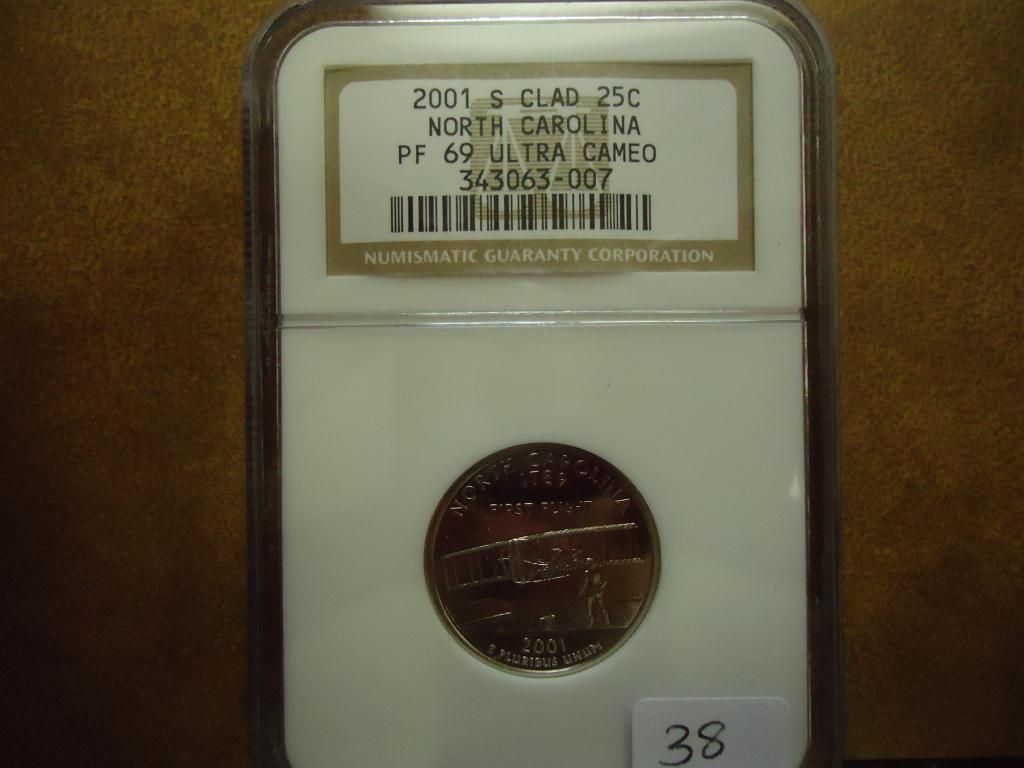 2001 S CLAD 25C
NORTH CAROLINA
PF 69 ULTRA CAMEO
343063-007
NUMISMATIC GUARANTY CORPORATION
NORTH CAROLINA
1789
FIRST FLIGHT
2001
E PLURIBUS UNUM
38